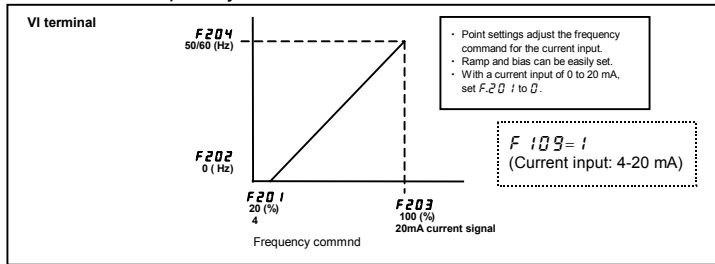 VI terminal
F204
50/60 (Hz)
F202
0 ( Hz)
F201
20 (%)
4
F203
100 (%)
20mA current signal
Frequency commnd
· Point settings adjust the frequency
command for the current input.
· Ramp and bias can be easily set.
· With a current input of 0 to 20 mA,
set F.201 to 0.
F 109=1
(Current input: 4-20 mA)